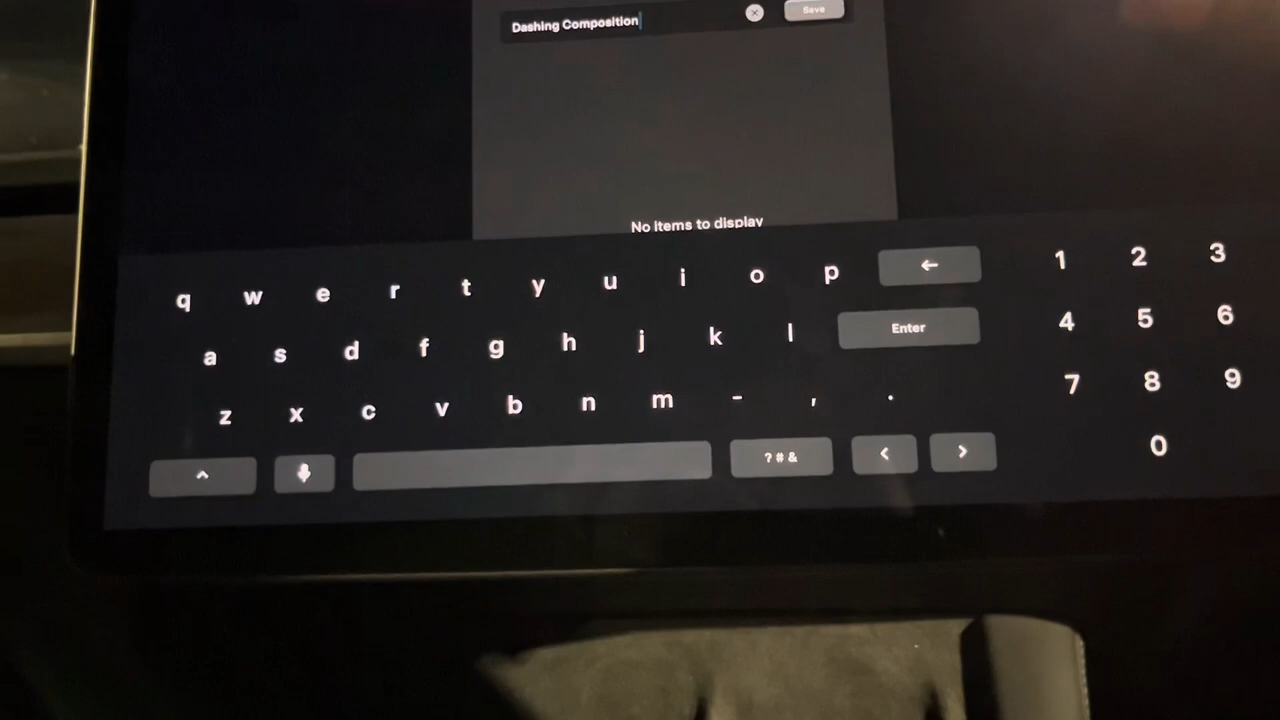 Dashing Composition
Save
No items to display
q w e r t y u i o p ← 1 2 3
a s d f g h j k l Enter 4 5 6
z x c v b n m - , . 7 8 9
^ ?#& < > 0